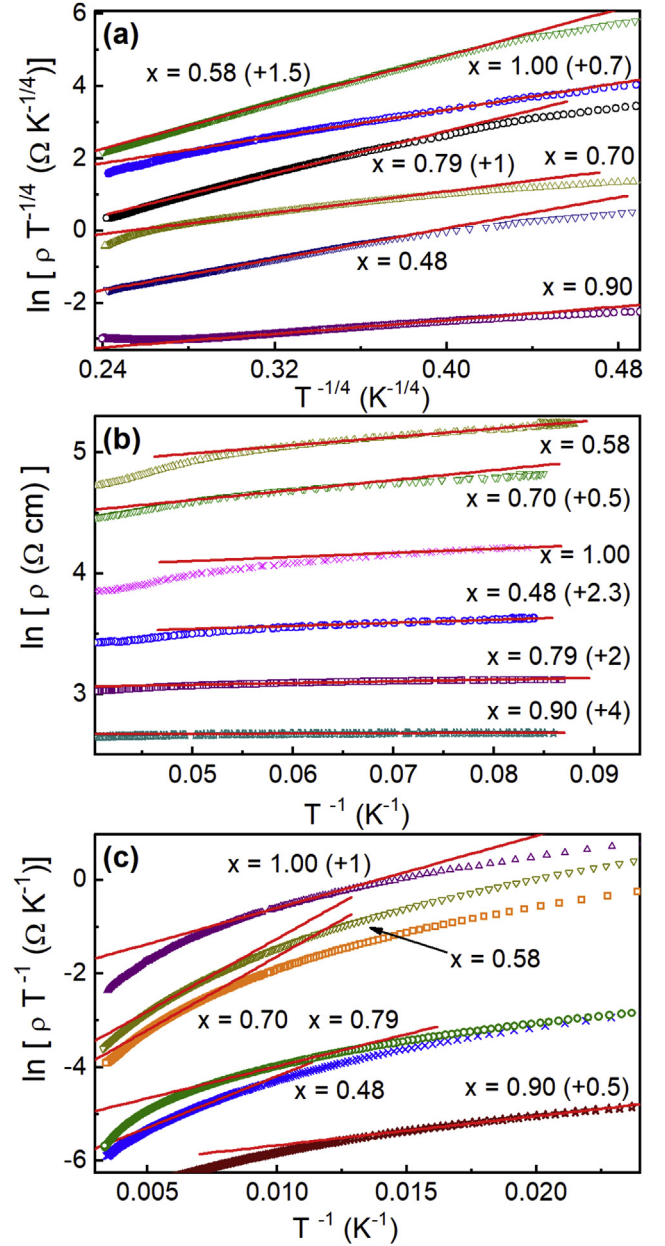 (a)
6
4
2
0
-2
ln [ ρ T-1/4 (Ω K-1/4)]
x = 0.58 (+1.5)
x = 1.00 (+0.7)
x = 0.79 (+1)
x = 0.70
x = 0.48
x = 0.90
0.24 0.32 0.40 0.48
T -1/4 (K-1/4)
(b)
5
4
3
ln [ ρ (Ω cm)]
x = 0.58
x = 0.70 (+0.5)
x = 1.00
x = 0.48 (+2.3)
x = 0.79 (+2)
x = 0.90 (+4)
0.05 0.06 0.07 0.08 0.09
T -1 (K-1)
(c)
0
-2
-4
-6
ln [ ρ T-1 (Ω K-1)]
x = 1.00 (+1)
x = 0.58
x = 0.70 x = 0.79
x = 0.48
x = 0.90 (+0.5)
0.005 0.010 0.015 0.020
T -1 (K-1)